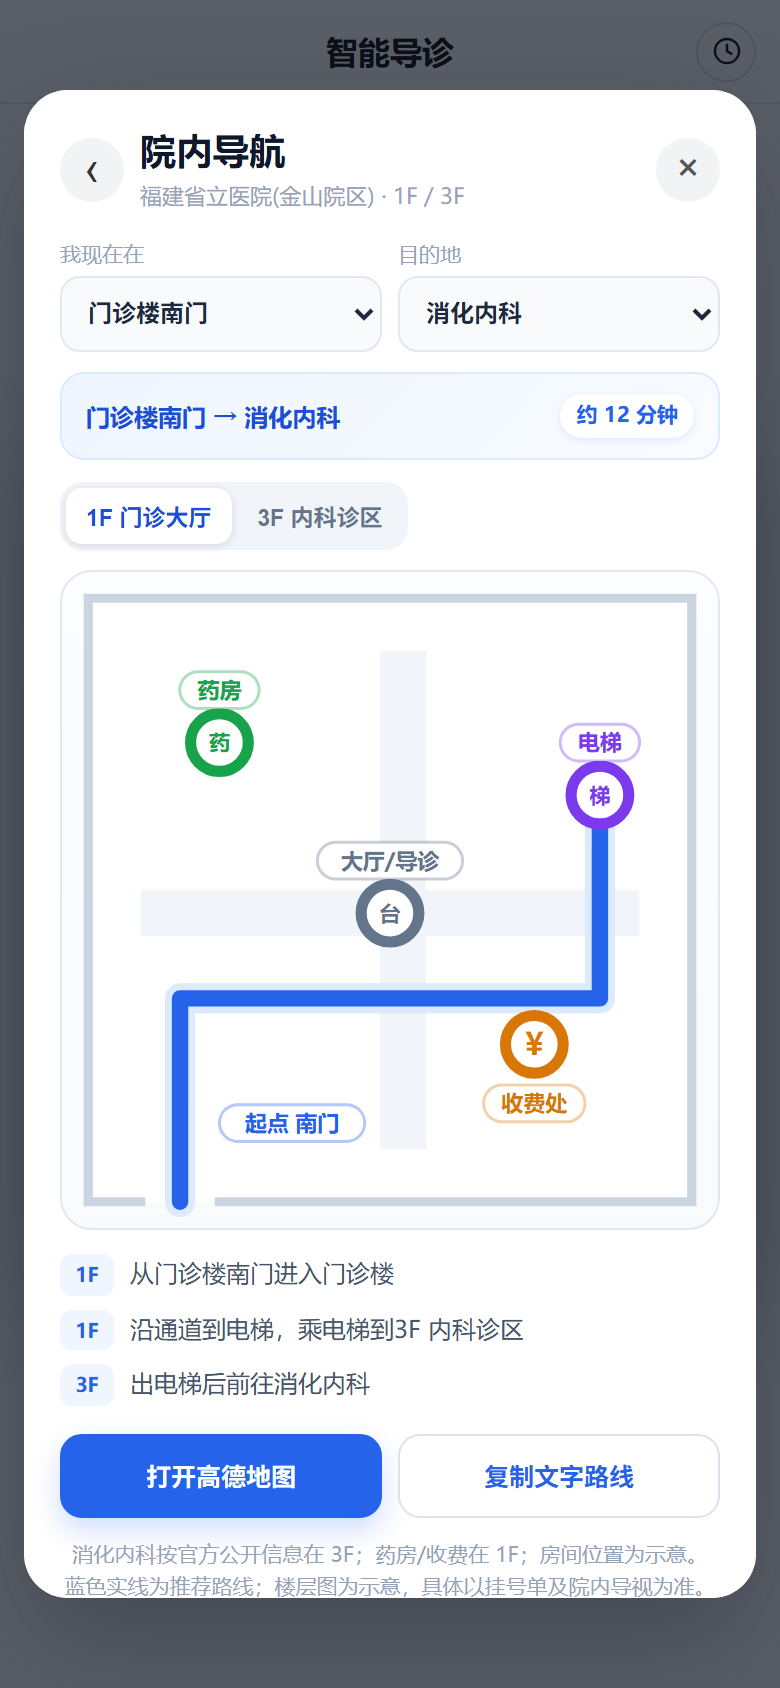 智能导诊
院内导航
福建省立医院(金山院区) · 1F / 3F
我现在在
目的地
门诊楼南门
消化内科
门诊楼南门 → 消化内科
约 12 分钟
1F 门诊大厅
3F 内科诊区
药房
药
电梯
梯
大厅/导诊
台
¥
收费处
起点 南门
1F 从门诊楼南门进入门诊楼
1F 沿通道到电梯，乘电梯到3F 内科诊区
3F 出电梯后前往消化内科
打开高德地图
复制文字路线
消化内科按官方公开信息在 3F；药房/收费在 1F；房间位置为示意。
蓝色实线为推荐路线；楼层图为示意，具体以挂号单及院内导视为准。